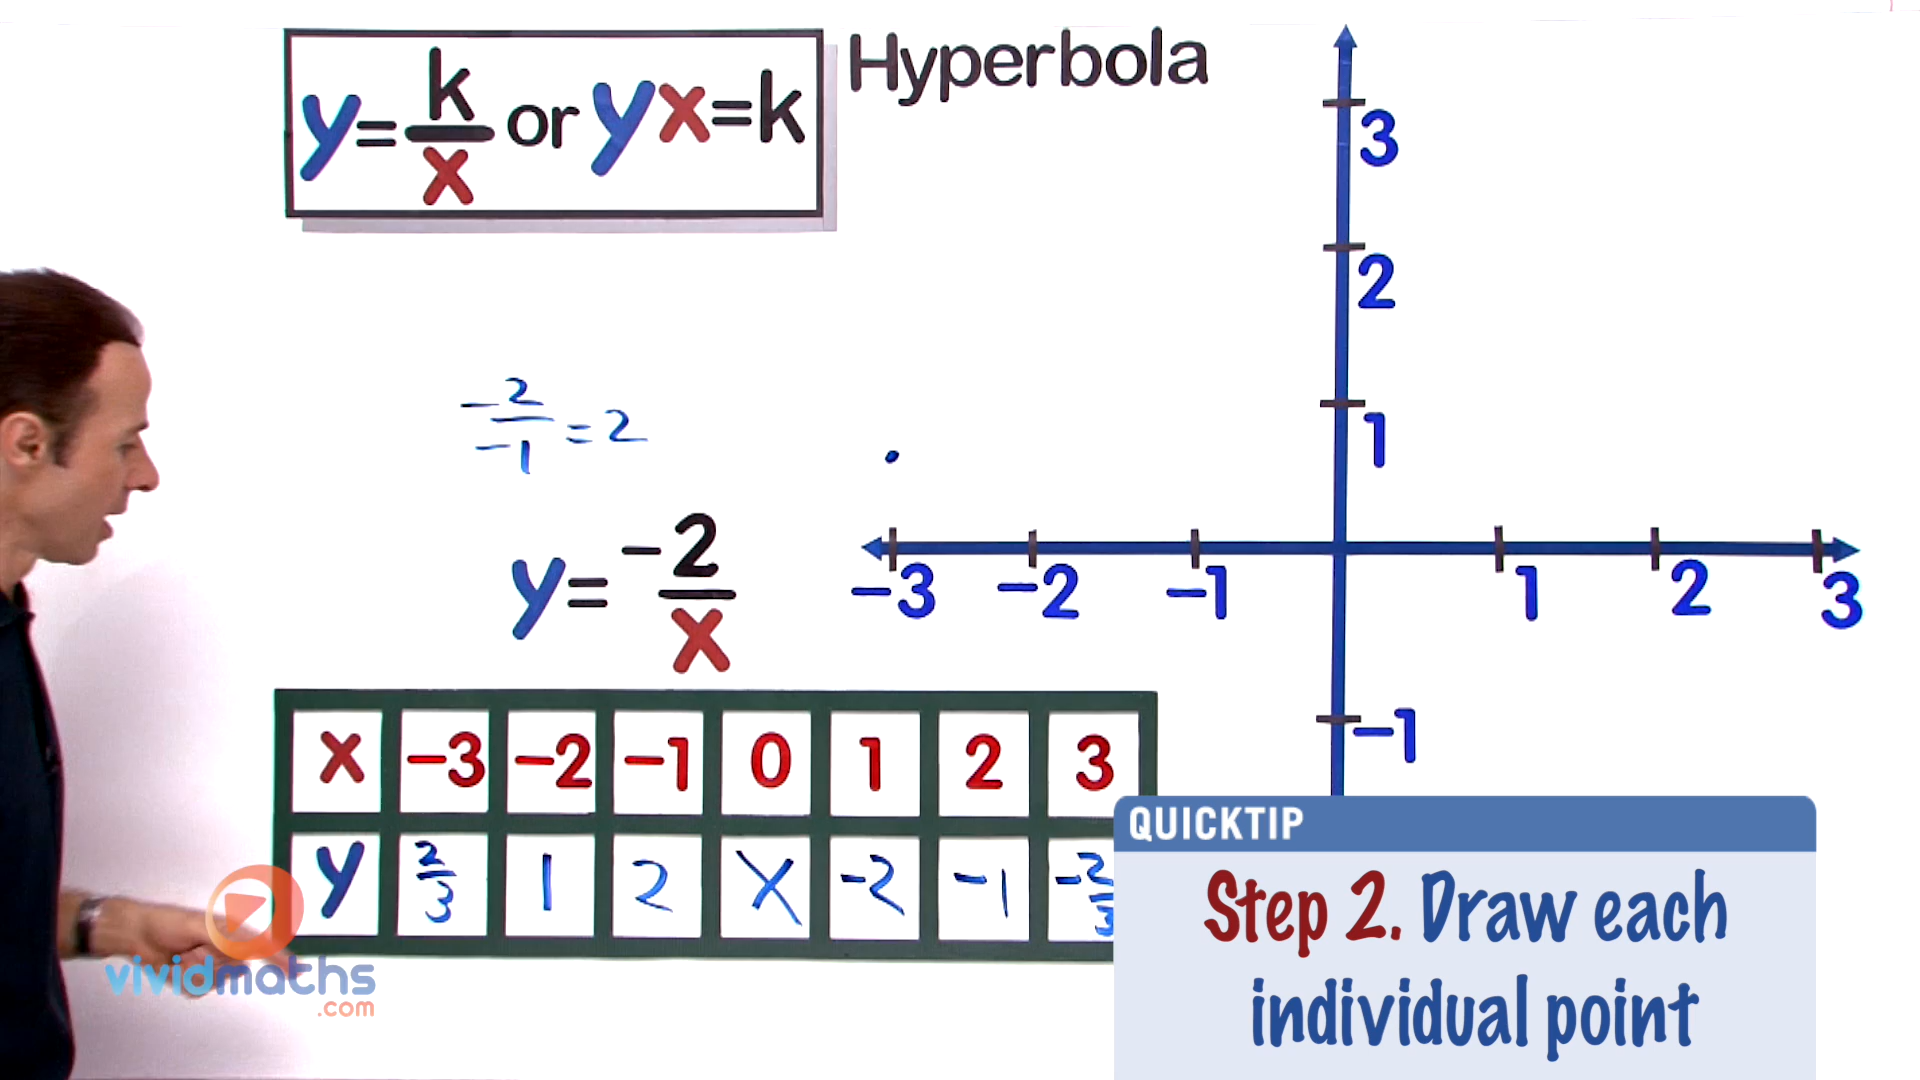 y = k/x or yx = k
Hyperbola
-2/-1 = 2
y = -2/x
3
2
1
-3 -2 -1 1 2 3
-1
x -3 -2 -1 0 1 2 3
y 2/3 1 2 X -2 -1 -2/3
QUICKTIP
Step 2. Draw each
individual point
vividmaths
.com